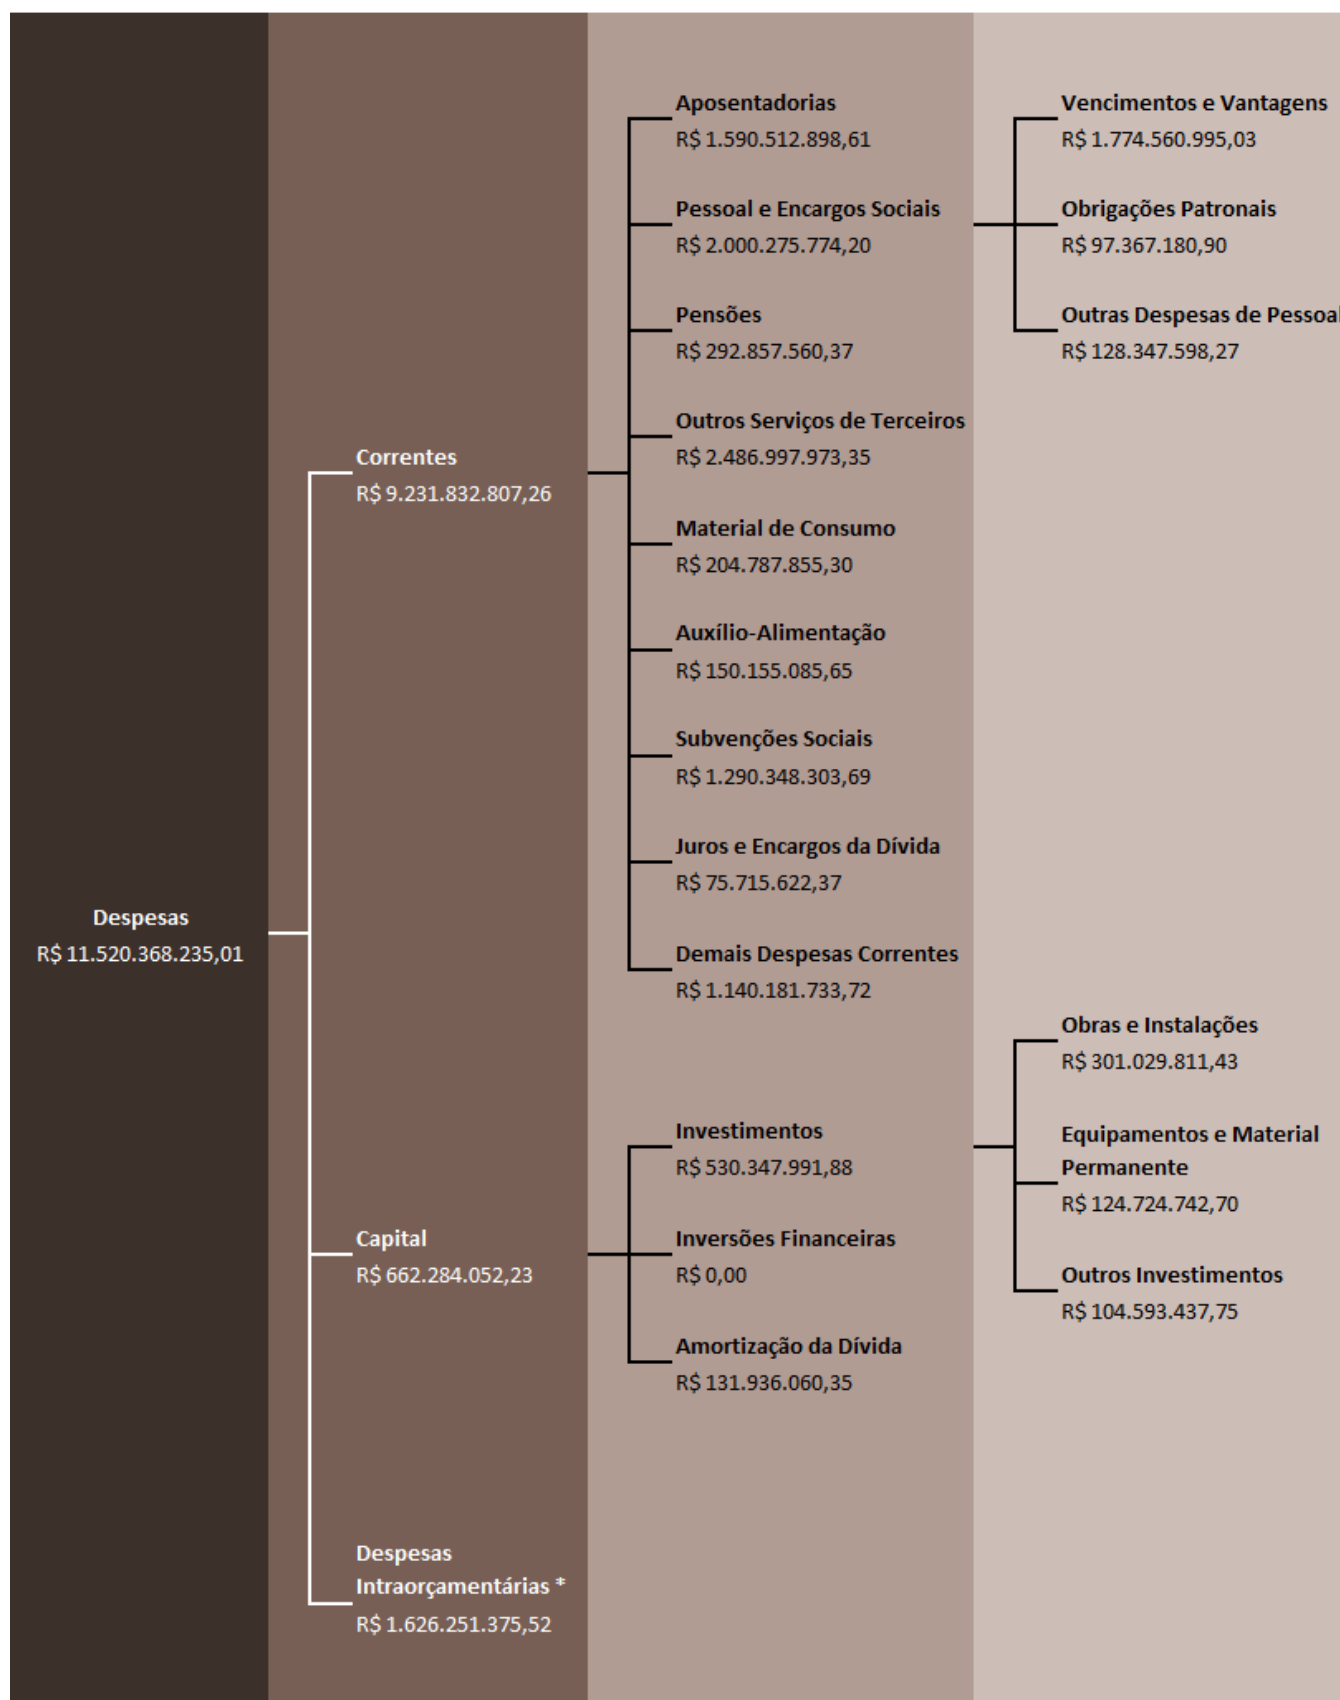 Despesas
R$ 11.520.368.235,01
Correntes
R$ 9.231.832.807,26
Aposentadorias
R$ 1.590.512.898,61
Pessoal e Encargos Sociais
R$ 2.000.275.774,20
Vencimentos e Vantagens
R$ 1.774.560.995,03
Obrigações Patronais
R$ 97.367.180,90
Outras Despesas de Pessoal
R$ 128.347.598,27
Pensões
R$ 292.857.560,37
Outros Serviços de Terceiros
R$ 2.486.997.973,35
Material de Consumo
R$ 204.787.855,30
Auxílio-Alimentação
R$ 150.155.085,65
Subvenções Sociais
R$ 1.290.348.303,69
Juros e Encargos da Dívida
R$ 75.715.622,37
Demais Despesas Correntes
R$ 1.140.181.733,72
Capital
R$ 662.284.052,23
Investimentos
R$ 530.347.991,88
Obras e Instalações
R$ 301.029.811,43
Equipamentos e Material
Permanente
R$ 124.724.742,70
Outros Investimentos
R$ 104.593.437,75
Inversões Financeiras
R$ 0,00
Amortização da Dívida
R$ 131.936.060,35
Despesas
Intraorçamentárias *
R$ 1.626.251.375,52